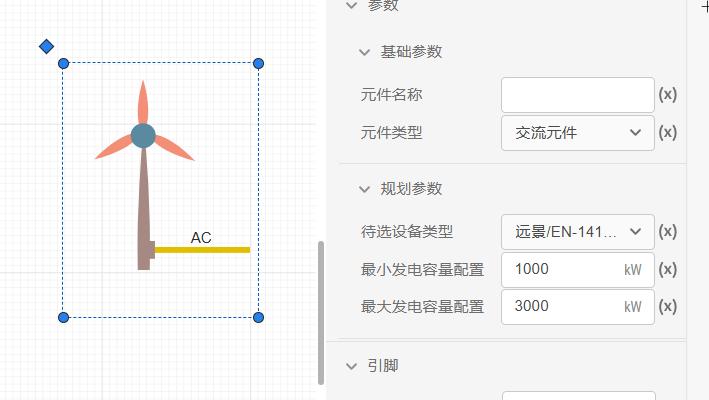 参数
基础参数
元件名称 (x)
元件类型 交流元件 (x)
规划参数
待选设备类型 远景/EN-141... (x)
最小发电容量配置 1000 kW (x)
最大发电容量配置 3000 kW (x)
引脚
AC